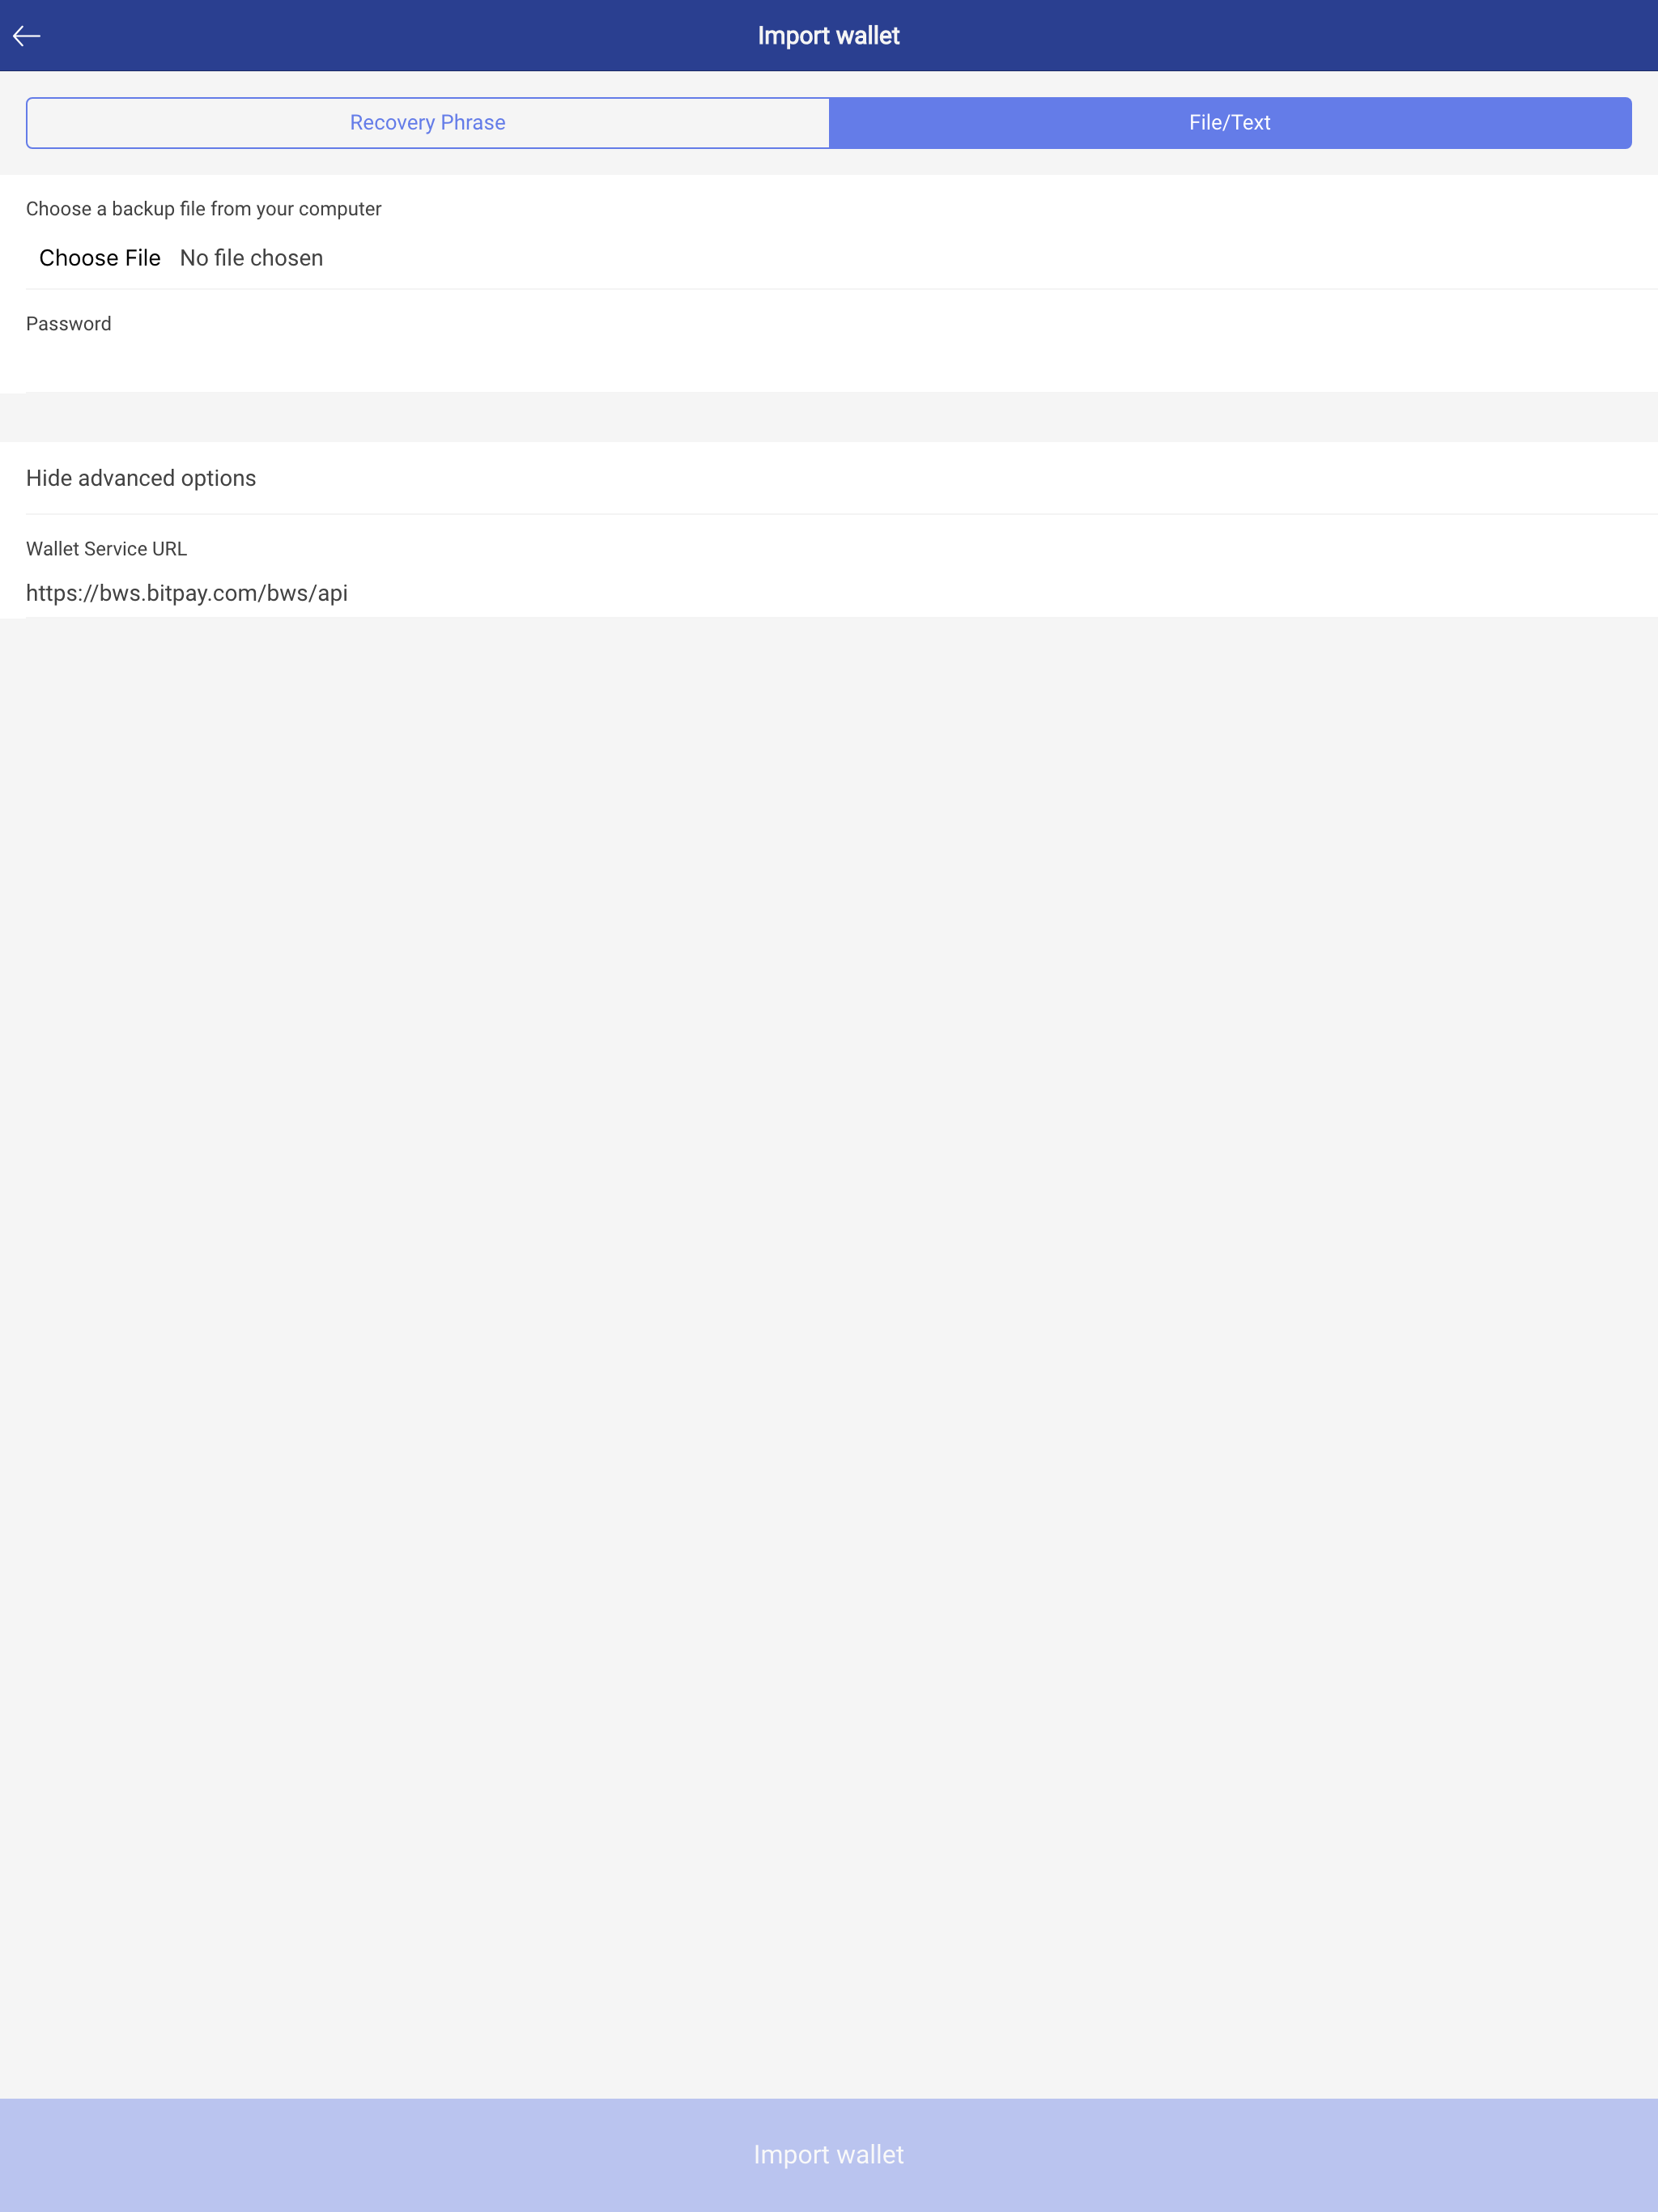 Import wallet
Recovery Phrase
File/Text
Choose a backup file from your computer
Choose File No file chosen
Password
Hide advanced options
Wallet Service URL
https://bws.bitpay.com/bws/api
Import wallet